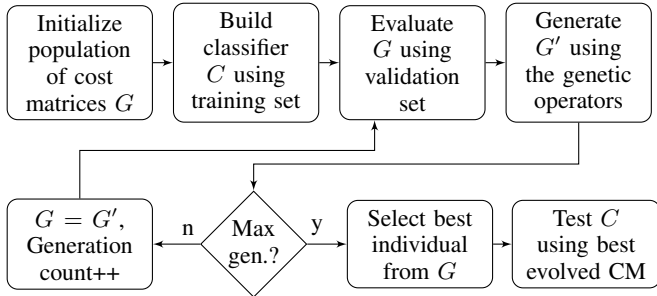 Initialize
population
of cost
matrices G
Build
classifier
C using
training set
Evaluate
G using
validation
set
Generate
G′ using
the genetic
operators
G = G′,
Generation
count++
n
Max
gen.?
y
Select best
individual
from G
Test C
using best
evolved CM